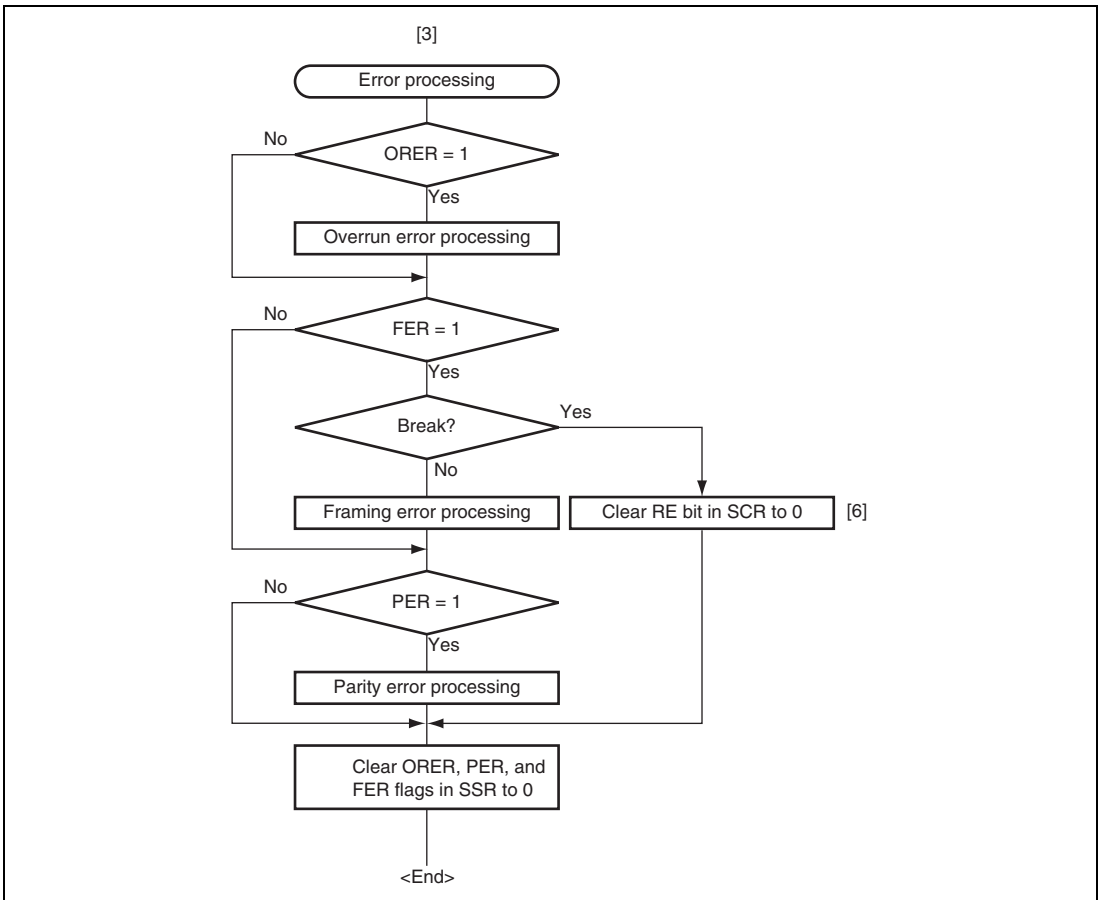 [3]
Error processing
No
ORER = 1
Yes
Overrun error processing
No
FER = 1
Yes
Break?
Yes
No
Framing error processing
Clear RE bit in SCR to 0
[6]
No
PER = 1
Yes
Parity error processing
Clear ORER, PER, and
FER flags in SSR to 0
<End>